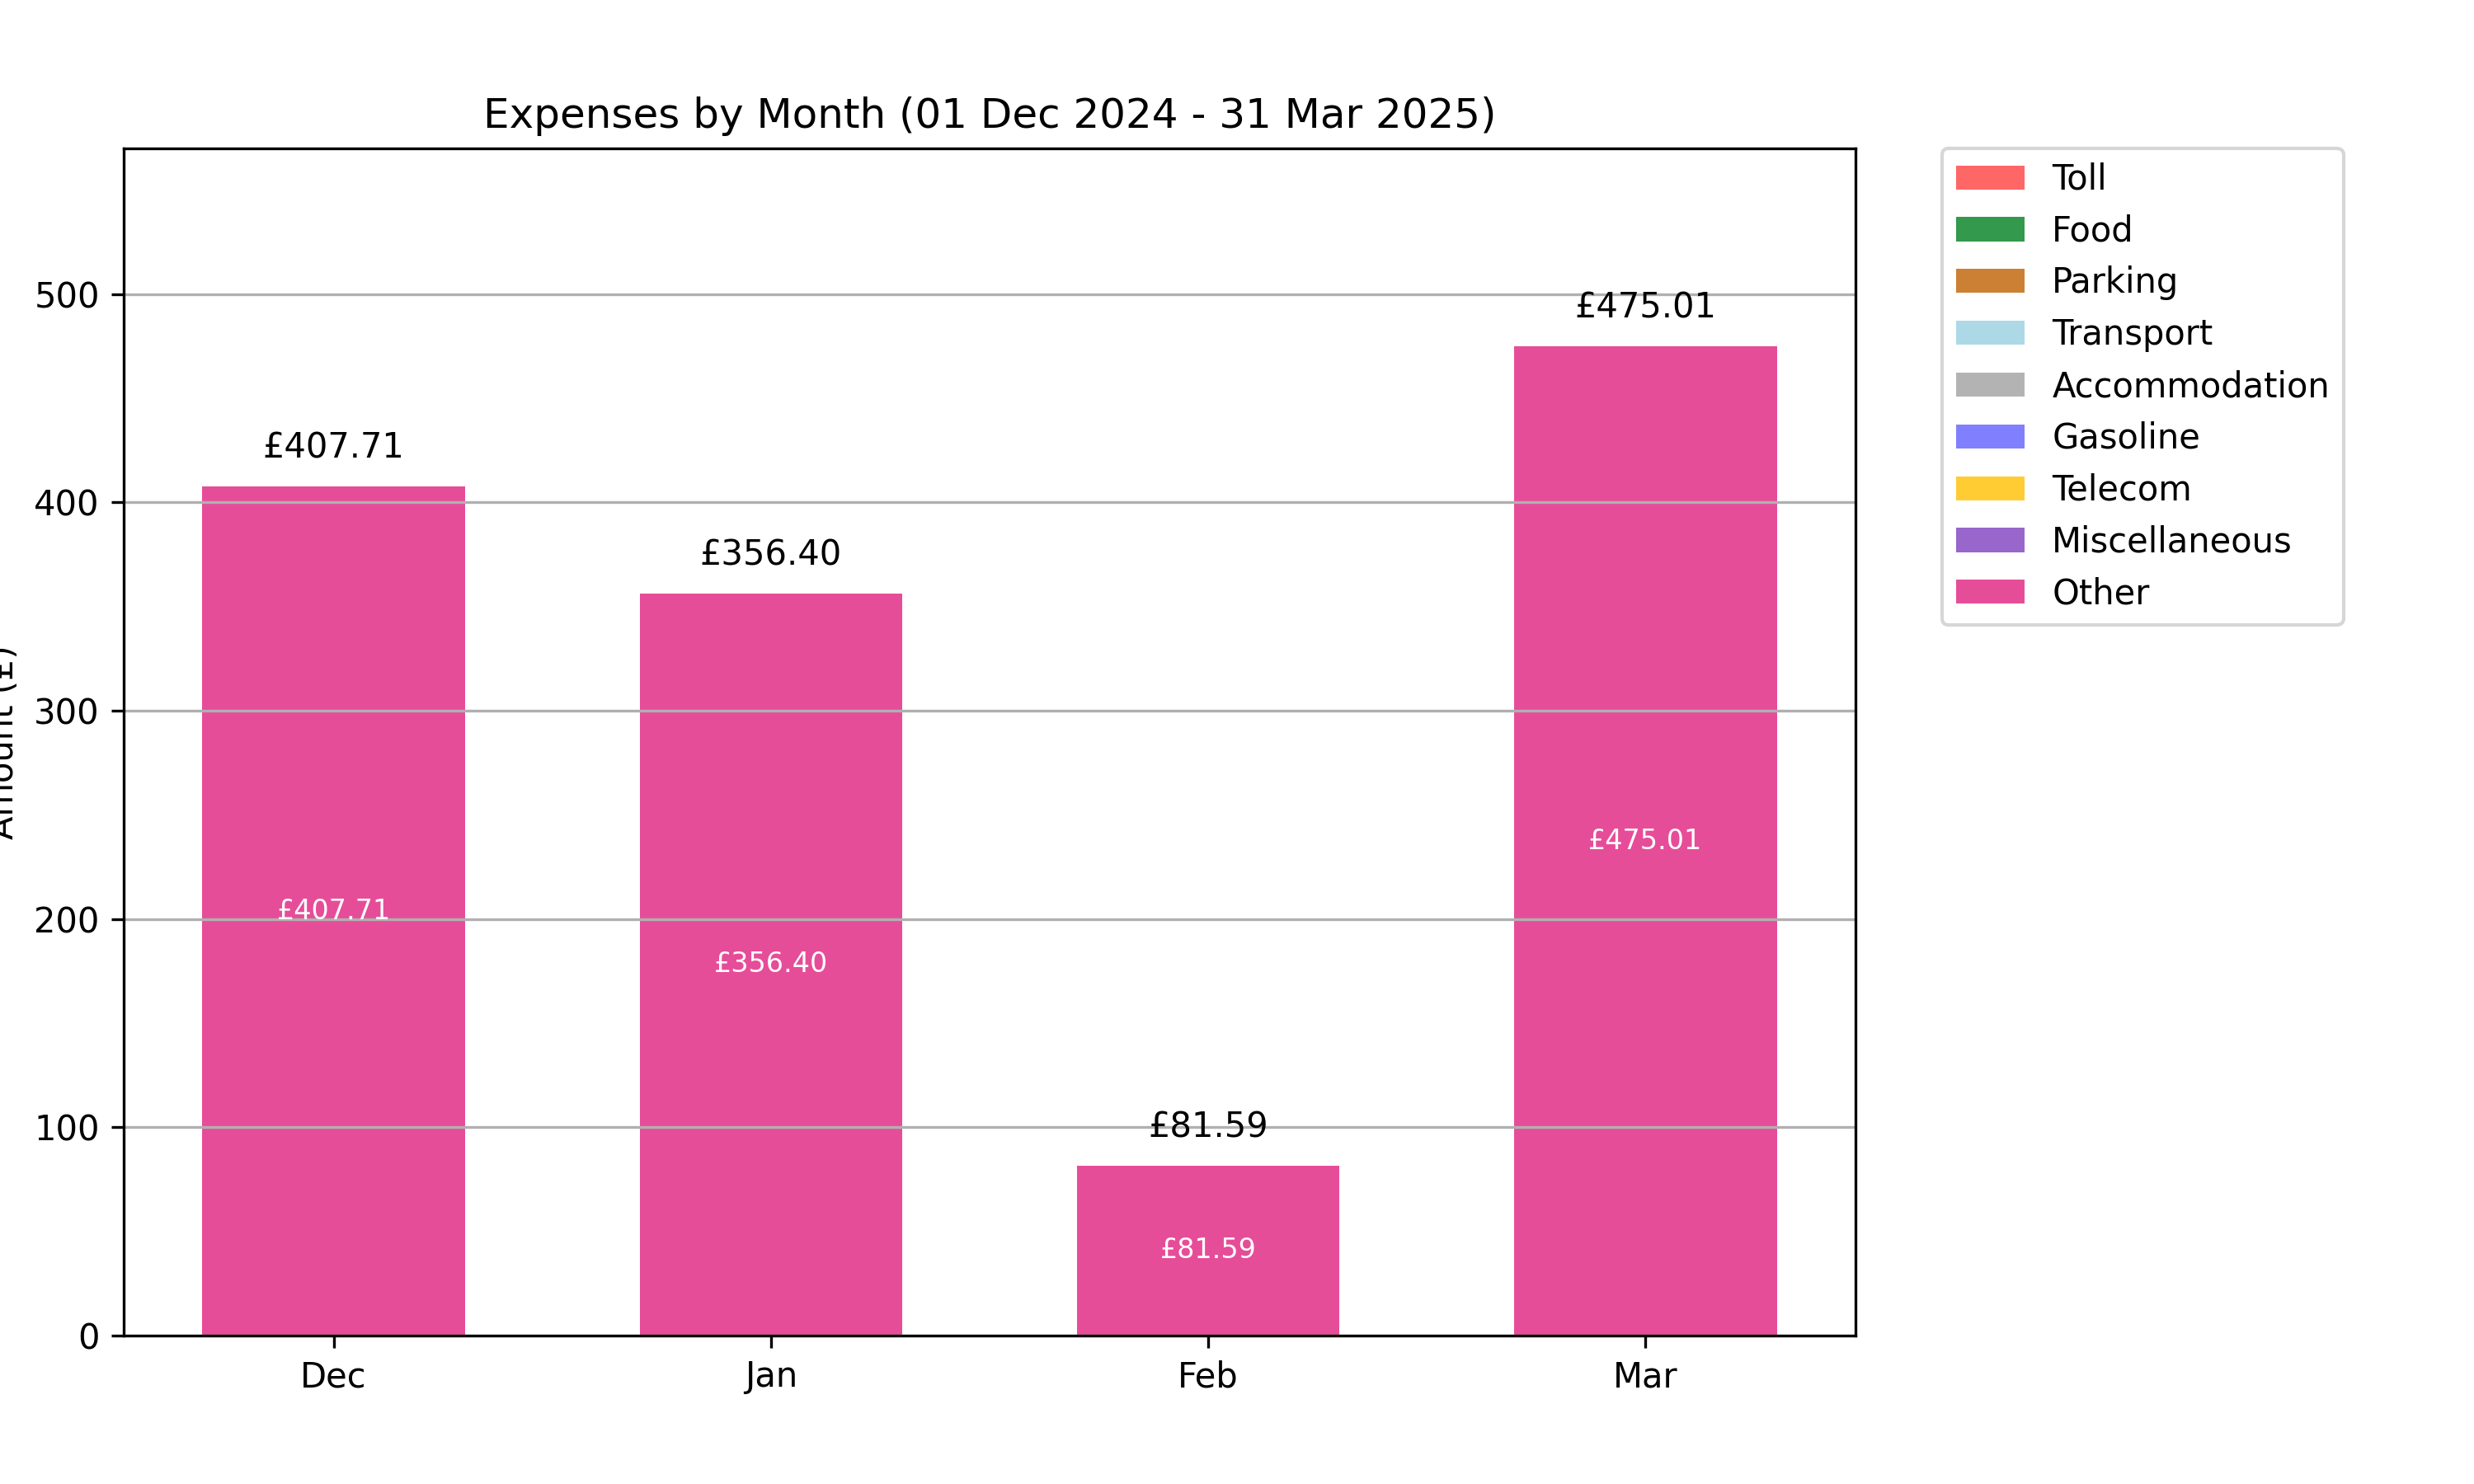 Expenses by Month (01 Dec 2024 - 31 Mar 2025)
Amount (£)
500
400
300
200
100
0
£407.71
£407.71
£356.40
£356.40
£81.59
£81.59
£475.01
£475.01
Dec
Jan
Feb
Mar
Toll
Food
Parking
Transport
Accommodation
Gasoline
Telecom
Miscellaneous
Other